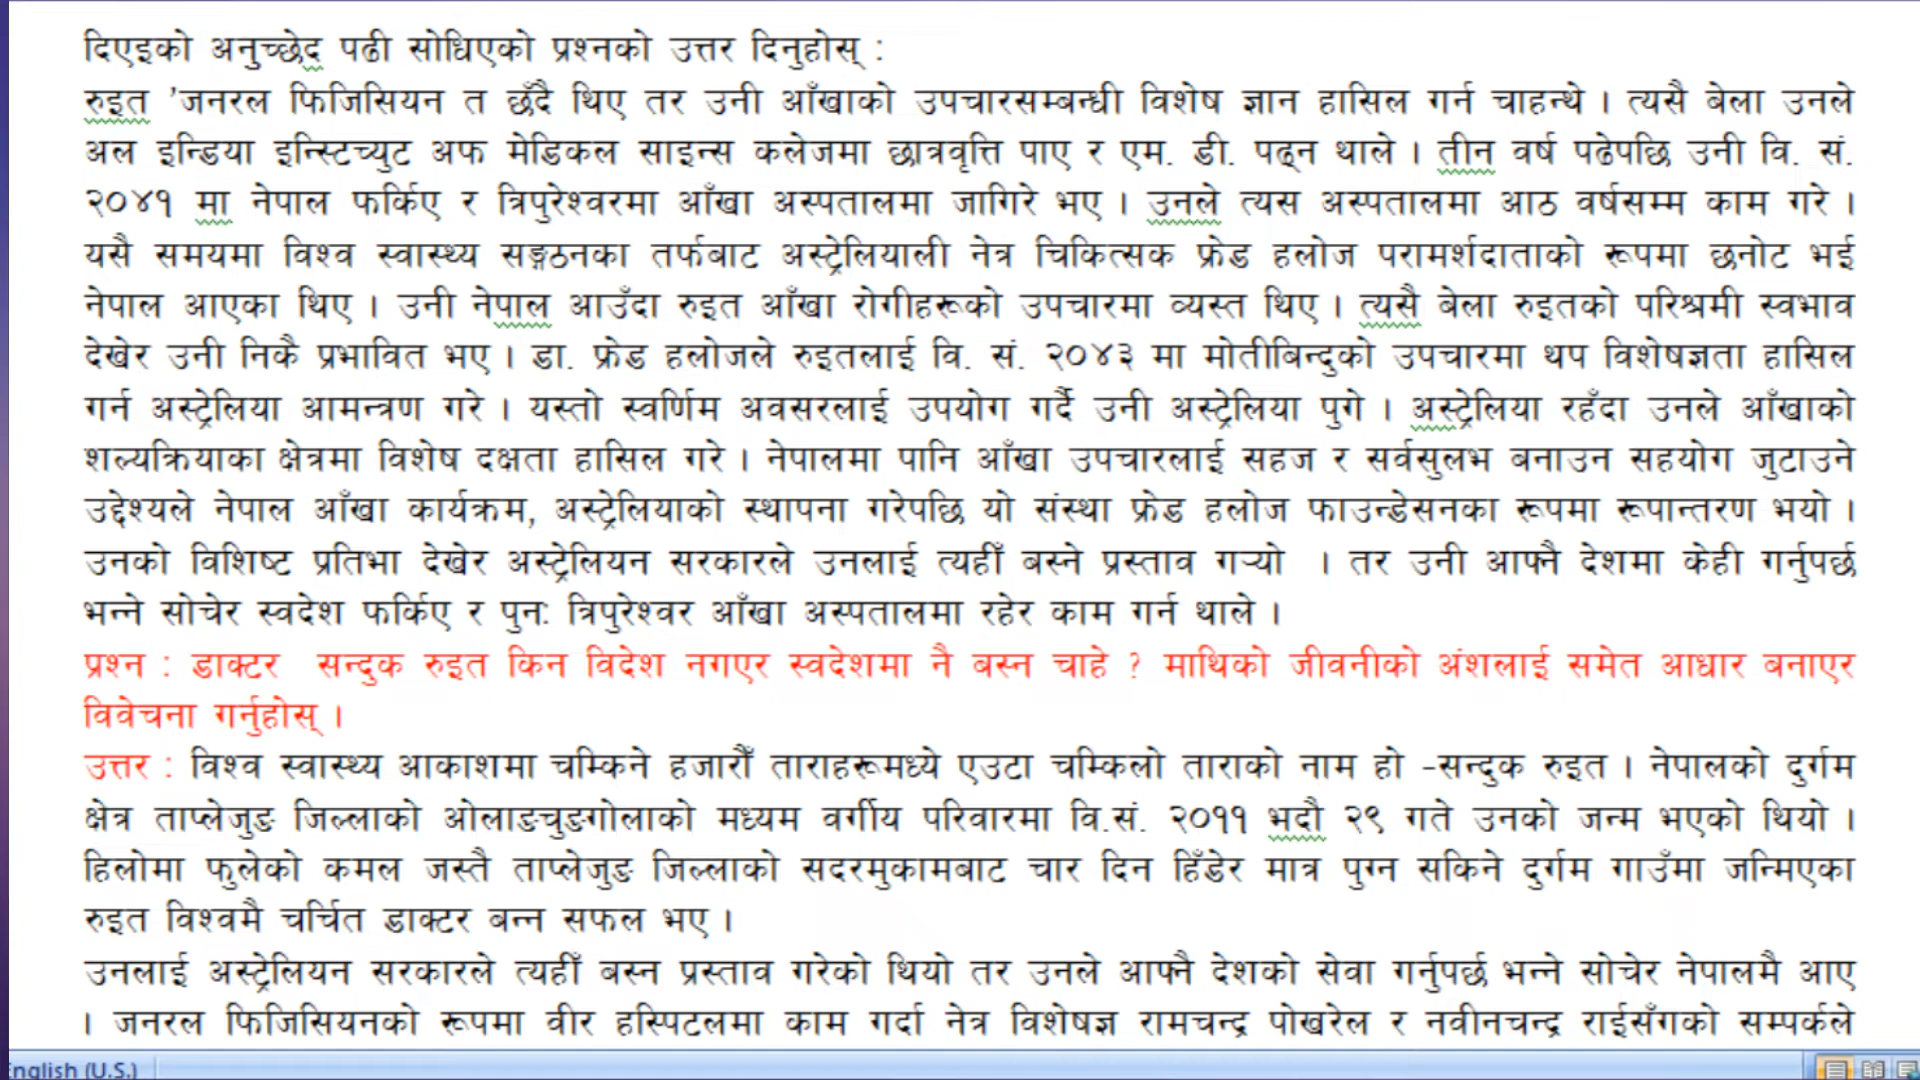 दिएइको अनुच्छेद पढी सोधिएको प्रश्नको उत्तर दिनुहोस् :
रुइत 'जनरल फिजिसियन त छँदै थिए तर उनी आँखाको उपचारसम्बन्धी विशेष ज्ञान हासिल गर्न चाहन्थे । त्यसै बेला उनले
अल इन्डिया इन्स्टिच्युट अफ मेडिकल साइन्स कलेजमा छात्रवृत्ति पाए र एम. डी. पढ्न थाले । तीन वर्ष पढेपछि उनी वि. सं.
२०४१ मा नेपाल फर्किए र त्रिपुरेश्वरमा आँखा अस्पतालमा जागिरे भए । उनले त्यस अस्पतालमा आठ वर्षसम्म काम गरे ।
यसै समयमा विश्व स्वास्थ्य सङ्गठनका तर्फबाट अस्ट्रेलियाली नेत्र चिकित्सक फ्रेड हलोज परामर्शदाताको रूपमा छनोट भई
नेपाल आएका थिए । उनी नेपाल आउँदा रुइत आँखा रोगीहरूको उपचारमा व्यस्त थिए । त्यसै बेला रुइतको परिश्रमी स्वभाव
देखेर उनी निकै प्रभावित भए । डा. फ्रेड हलोजले रुइतलाई वि. सं. २०४३ मा मोतीबिन्दुको उपचारमा थप विशेषज्ञता हासिल
गर्न अस्ट्रेलिया आमन्त्रण गरे । यस्तो स्वर्णिम अवसरलाई उपयोग गर्दै उनी अस्ट्रेलिया पुगे । अस्ट्रेलिया रहँदा उनले आँखाको
शल्यक्रियाका क्षेत्रमा विशेष दक्षता हासिल गरे । नेपालमा पानि आँखा उपचारलाई सहज र सर्वसुलभ बनाउन सहयोग जुटाउने
उद्देश्यले नेपाल आँखा कार्यक्रम, अस्ट्रेलियाको स्थापना गरेपछि यो संस्था फ्रेड हलोज फाउन्डेसनका रूपमा रूपान्तरण भयो ।
उनको विशिष्ट प्रतिभा देखेर अस्ट्रेलियन सरकारले उनलाई त्यहीँ बस्ने प्रस्ताव गऱ्यो । तर उनी आफ्नै देशमा केही गर्नुपर्छ
भन्ने सोचेर स्वदेश फर्किए र पुन: त्रिपुरेश्वर आँखा अस्पतालमा रहेर काम गर्न थाले ।
प्रश्न : डाक्टर सन्दुक रुइत किन विदेश नगएर स्वदेशमा नै बस्न चाहे ? माथिको जीवनीको अंशलाई समेत आधार बनाएर
विवेचना गर्नुहोस् ।
उत्तर : विश्व स्वास्थ्य आकाशमा चम्किने हजारौँ ताराहरूमध्ये एउटा चम्किलो ताराको नाम हो -सन्दुक रुइत । नेपालको दुर्गम
क्षेत्र ताप्लेजुङ जिल्लाको ओलाङचुङगोलाको मध्यम वर्गीय परिवारमा वि.सं. २०११ भदौ २९ गते उनको जन्म भएको थियो ।
हिलोमा फुलेको कमल जस्तै ताप्लेजुङ जिल्लाको सदरमुकामबाट चार दिन हिँडेर मात्र पुग्न सकिने दुर्गम गाउँमा जन्मिएका
रुइत विश्वमै चर्चित डाक्टर बन्न सफल भए ।
उनलाई अस्ट्रेलियन सरकारले त्यहीँ बस्न प्रस्ताव गरेको थियो तर उनले आफ्नै देशको सेवा गर्नुपर्छ भन्ने सोचेर नेपालमै आए
। जनरल फिजिसियनको रूपमा वीर हस्पिटलमा काम गर्दा नेत्र विशेषज्ञ रामचन्द्र पोखरेल र नवीनचन्द्र राईसँगको सम्पर्कले
English (U.S.)